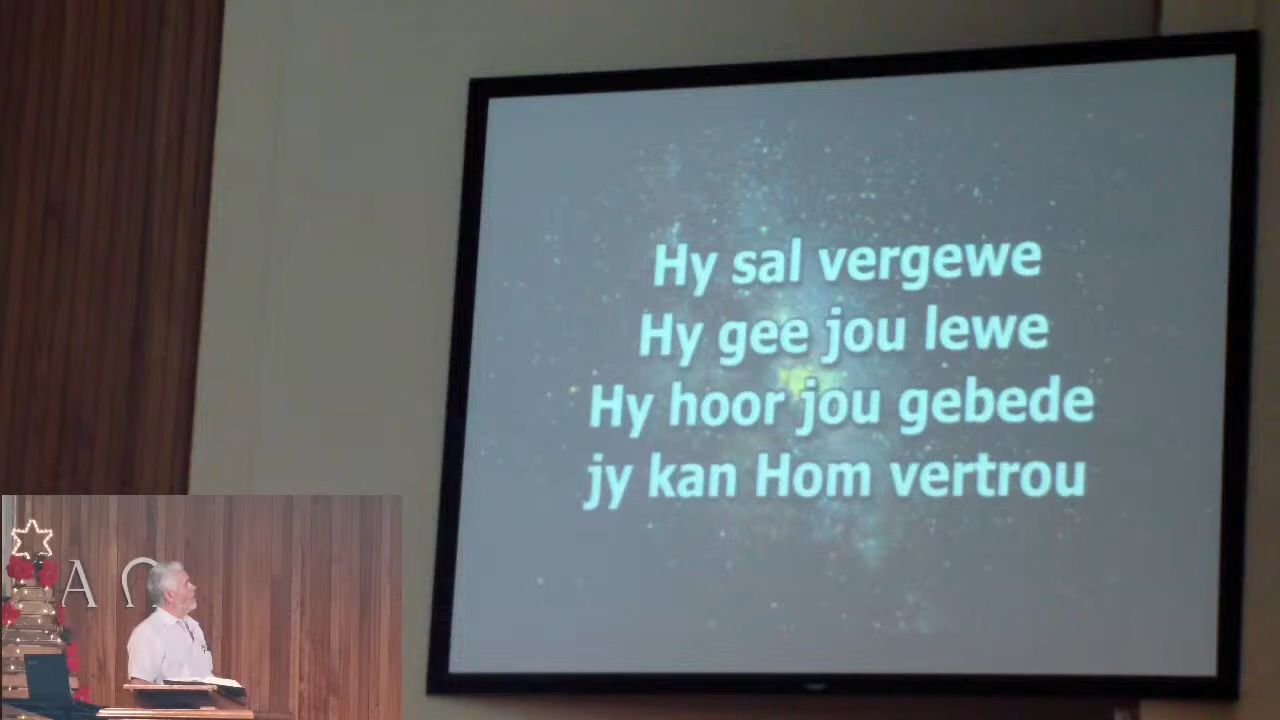 Hy sal vergewe
Hy gee jou lewe
Hy hoor jou gebede
jy kan Hom vertrou
Α Ω